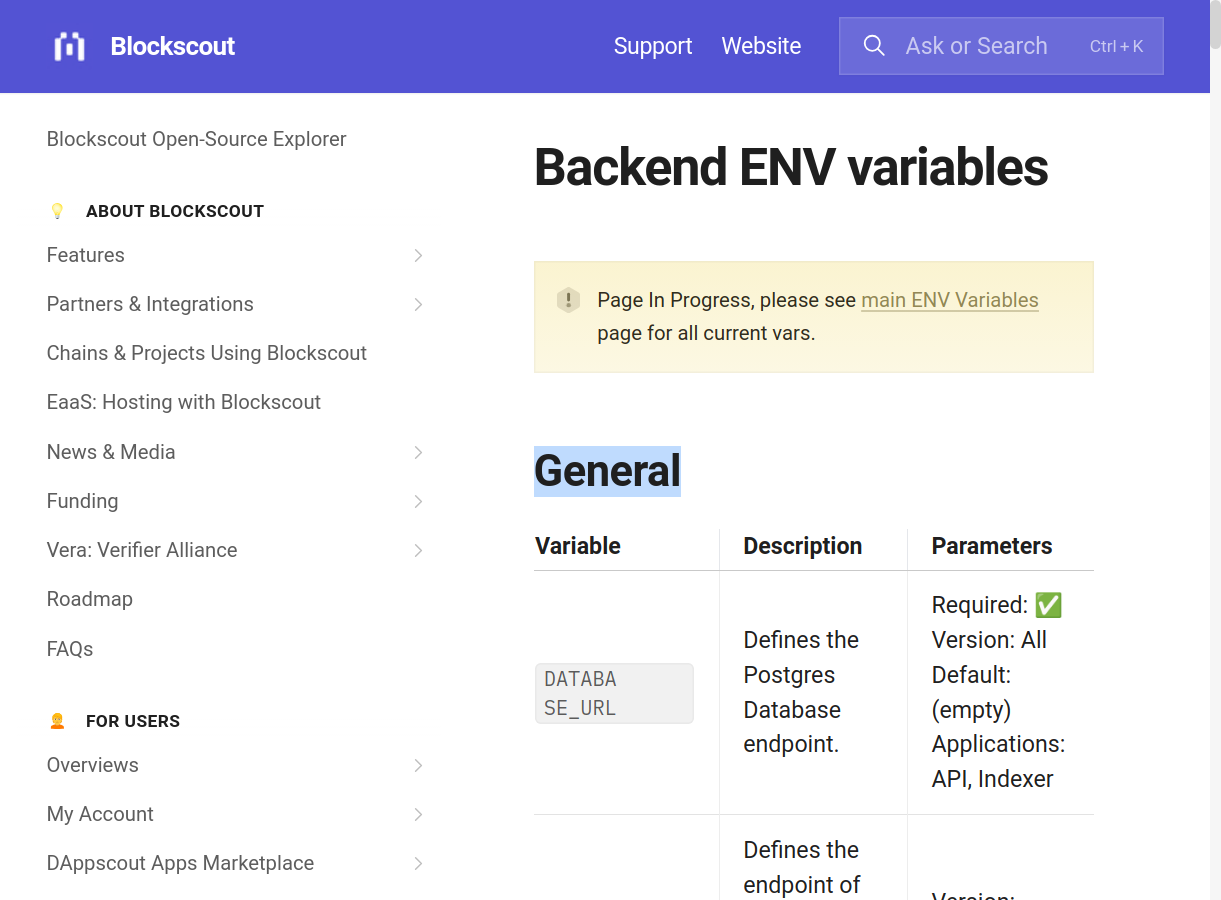 Blockscout
Support
Website
Ask or Search
Ctrl + K
Blockscout Open-Source Explorer
ABOUT BLOCKSCOUT
Features
Partners & Integrations
Chains & Projects Using Blockscout
EaaS: Hosting with Blockscout
News & Media
Funding
Vera: Verifier Alliance
Roadmap
FAQs
FOR USERS
Overviews
My Account
DAppscout Apps Marketplace
Backend ENV variables
Page In Progress, please see main ENV Variables
page for all current vars.
General
Variable
Description
Parameters
DATABA
SE_URL
Defines the
Postgres
Database
endpoint.
Required: ✅
Version: All
Default:
(empty)
Applications:
API, Indexer
Defines the
endpoint of
Version: